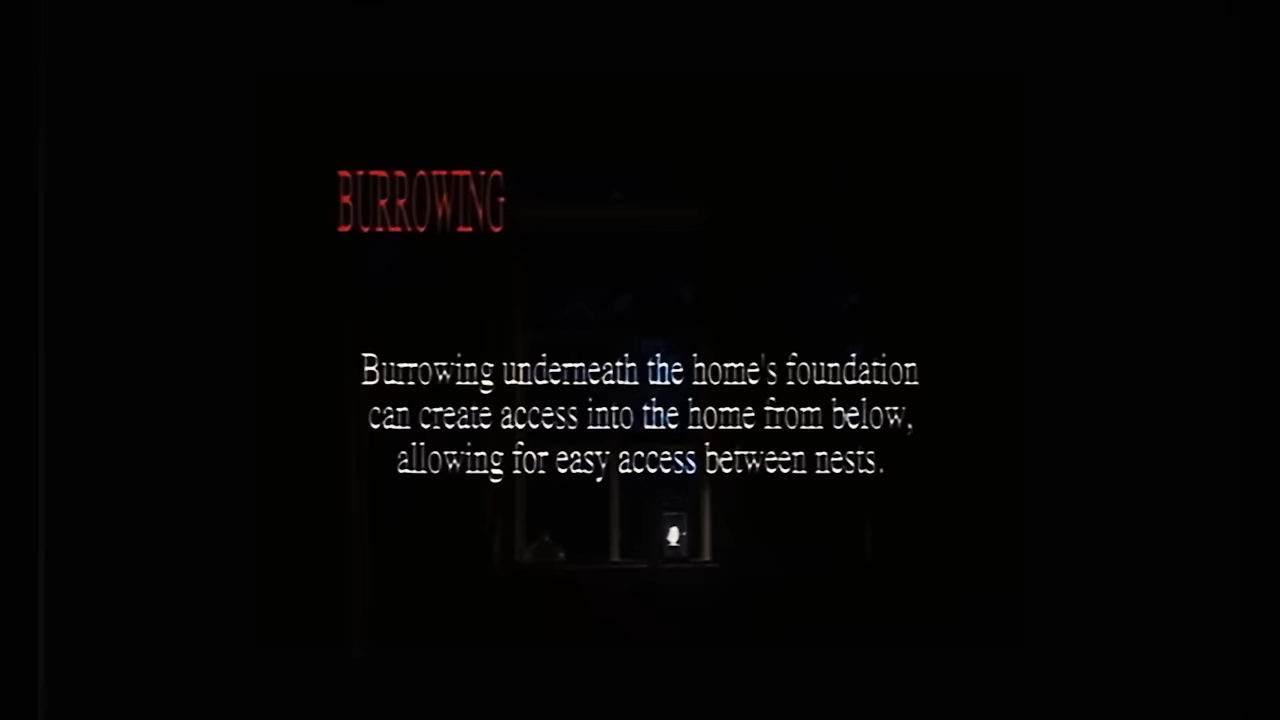 BURROWING
Burrowing underneath the home's foundation
can create access into the home from below,
allowing for easy access between nests.